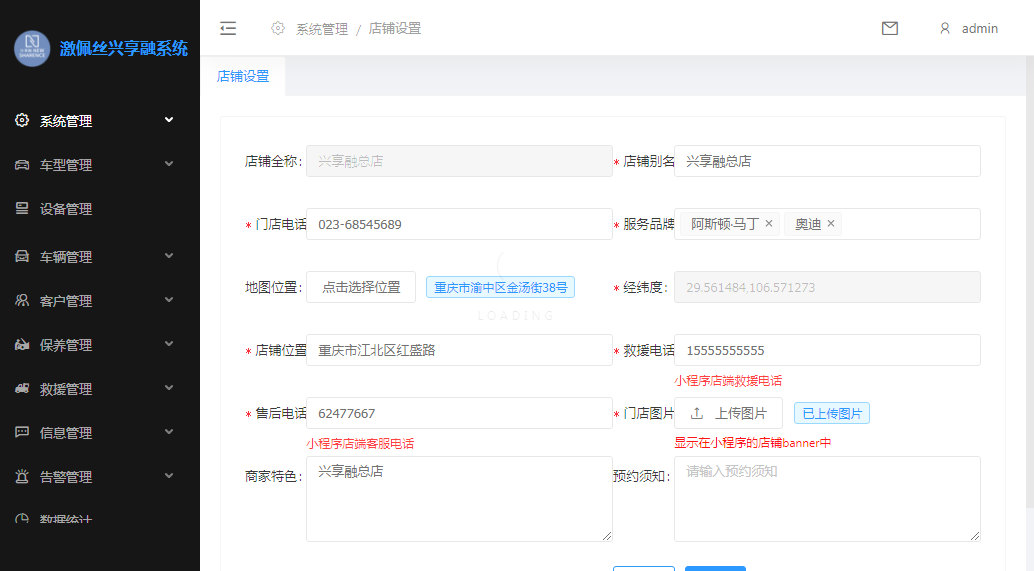 激佩丝兴享融系统
系统管理 / 店铺设置
admin
店铺设置
系统管理
车型管理
设备管理
车辆管理
客户管理
保养管理
救援管理
信息管理
告警管理
数据统计
店铺全称: 兴享融总店 * 店铺别名 兴享融总店
* 门店电话 023-68545689 * 服务品牌 阿斯顿·马丁 × 奥迪 ×
地图位置: 点击选择位置 重庆市渝中区金汤街38号 * 经纬度: 29.561484,106.571273
LOADING
* 店铺位置 重庆市江北区红盛路 * 救援电话 15555555555
小程序店端救援电话
* 售后电话 62477667 * 门店图片 上传图片 已上传图片
小程序店端客服电话 显示在小程序的店铺banner中
商家特色: 兴享融总店 预约须知: 请输入预约须知